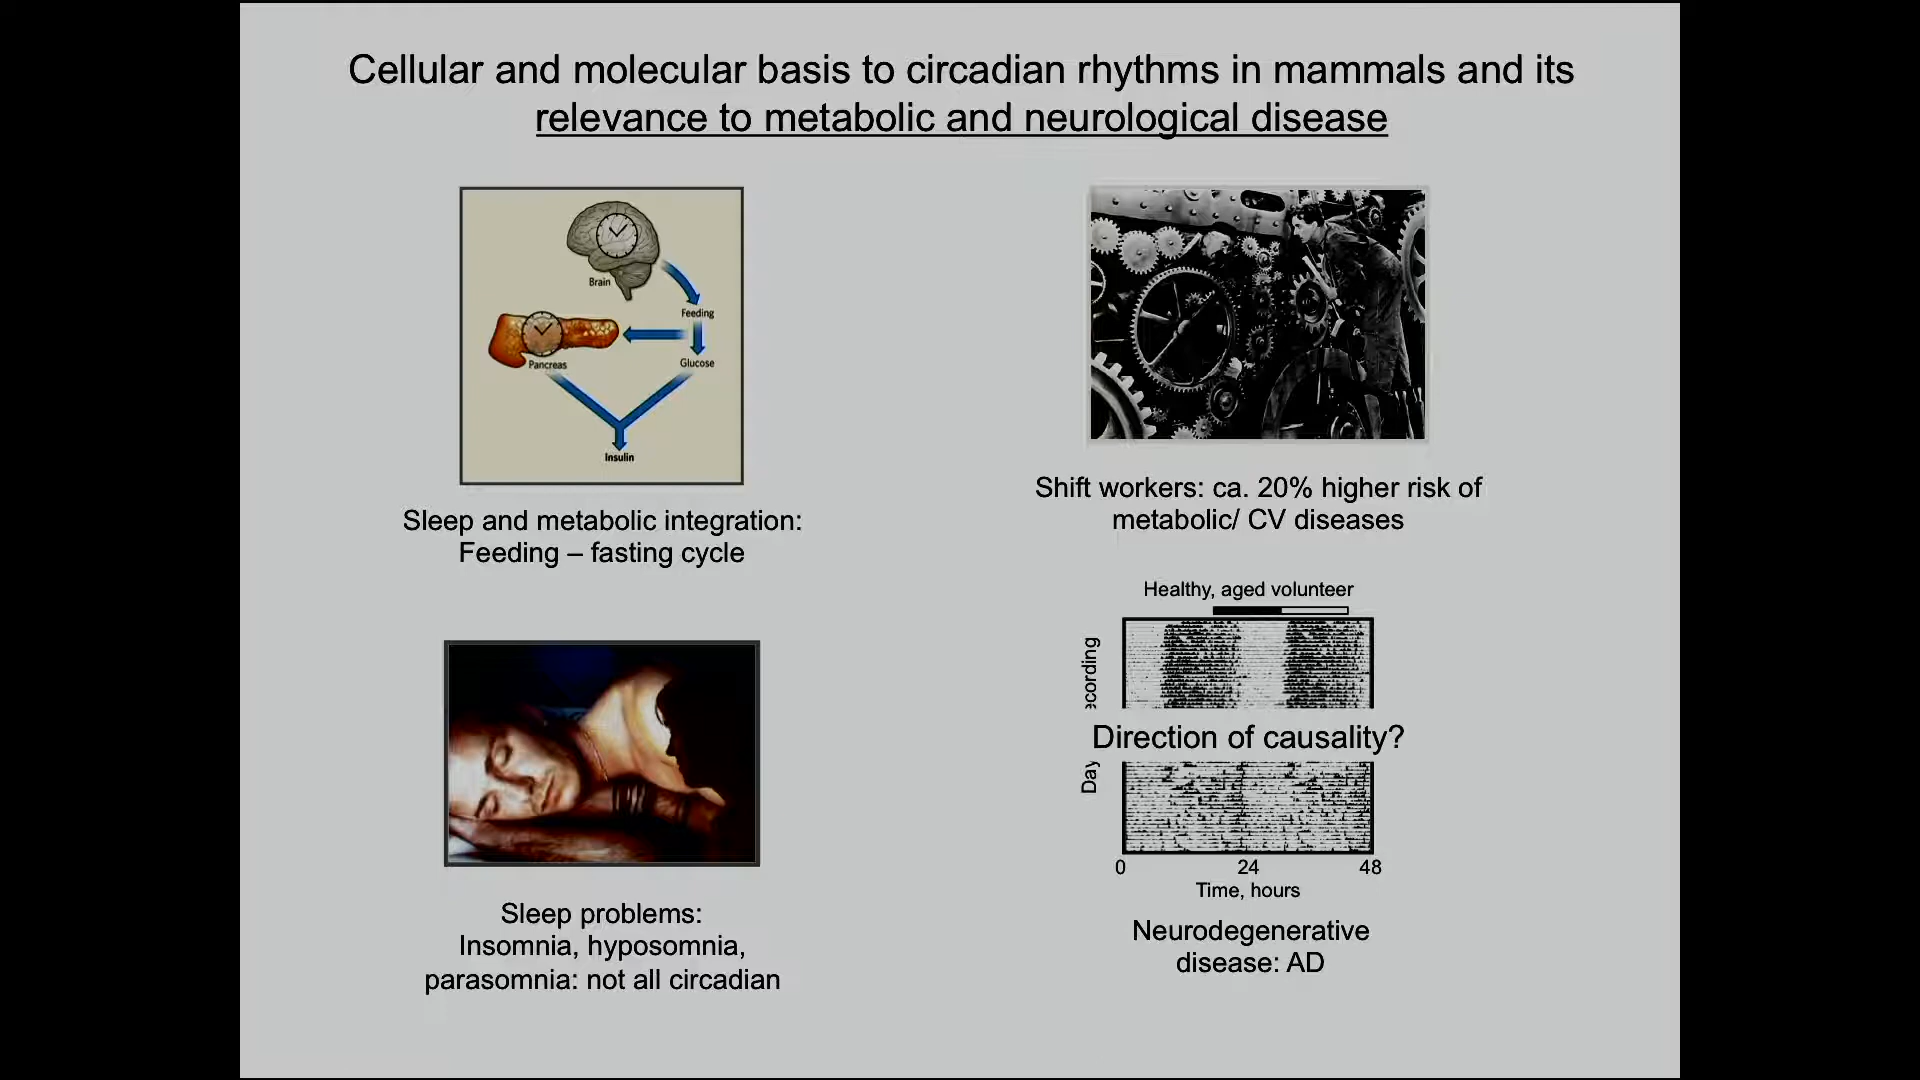 Cellular and molecular basis to circadian rhythms in mammals and its
relevance to metabolic and neurological disease
Brain
Feeding
Pancreas
Glucose
Insulin
Sleep and metabolic integration:
Feeding – fasting cycle
Shift workers: ca. 20% higher risk of
metabolic/ CV diseases
Sleep problems:
Insomnia, hyposomnia,
parasomnia: not all circadian
Healthy, aged volunteer
Direction of causality?
Day
0 24 48
Time, hours
Neurodegenerative
disease: AD